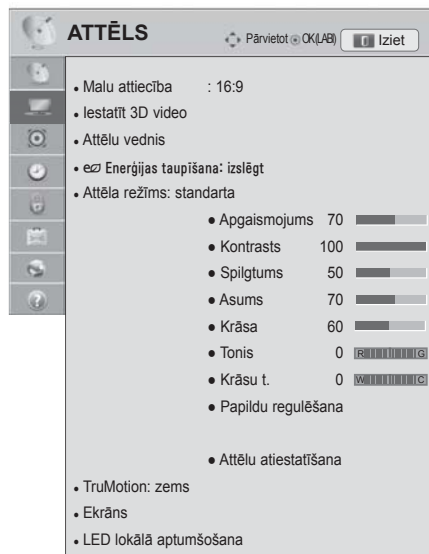 ATTĒLS
Pārvietot OK(LABI) Iziet
• Malu attiecība : 16:9
• Iestatīt 3D video
• Attēlu vednis
• Enerģijas taupīšana: izslēgt
• Attēla režīms: standarta
• Apgaismojums 70
• Kontrasts 100
• Spilgtums 50
• Asums 70
• Krāsa 60
• Tonis 0 R G
• Krāsu t. 0 W C
• Papildu regulēšana
• Attēlu atiestatīšana
• TruMotion: zems
• Ekrāns
• LED lokālā aptumšošana